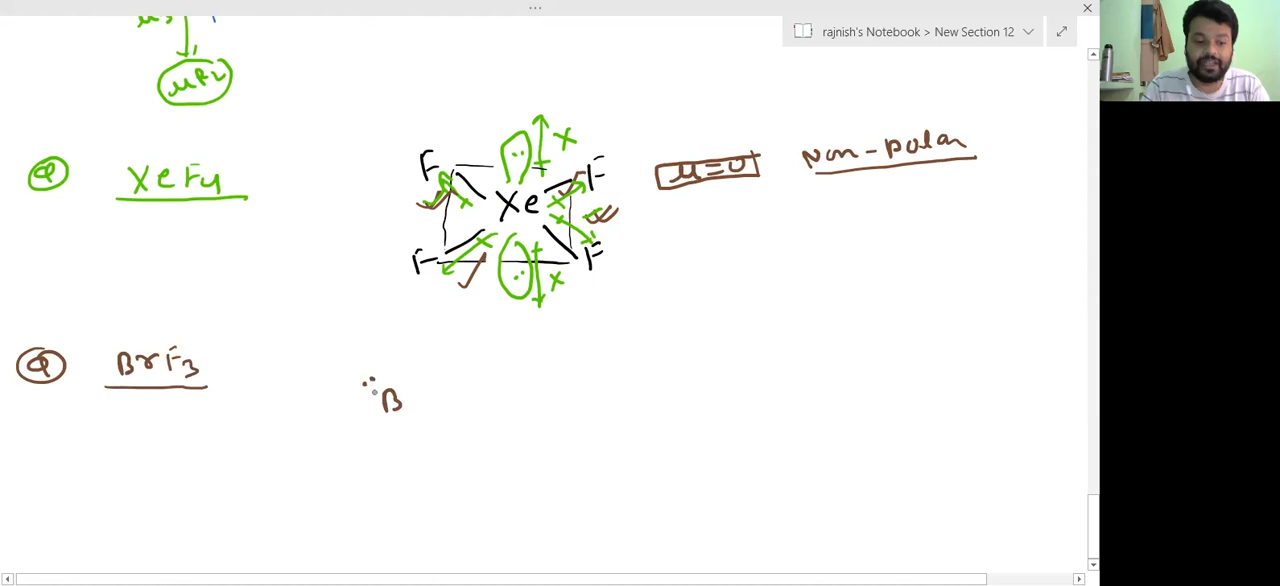 rajnish's Notebook > New Section 12
Q XeF4
F F
Xe
F F
μ=0
Non-polar
Q BrF3
B